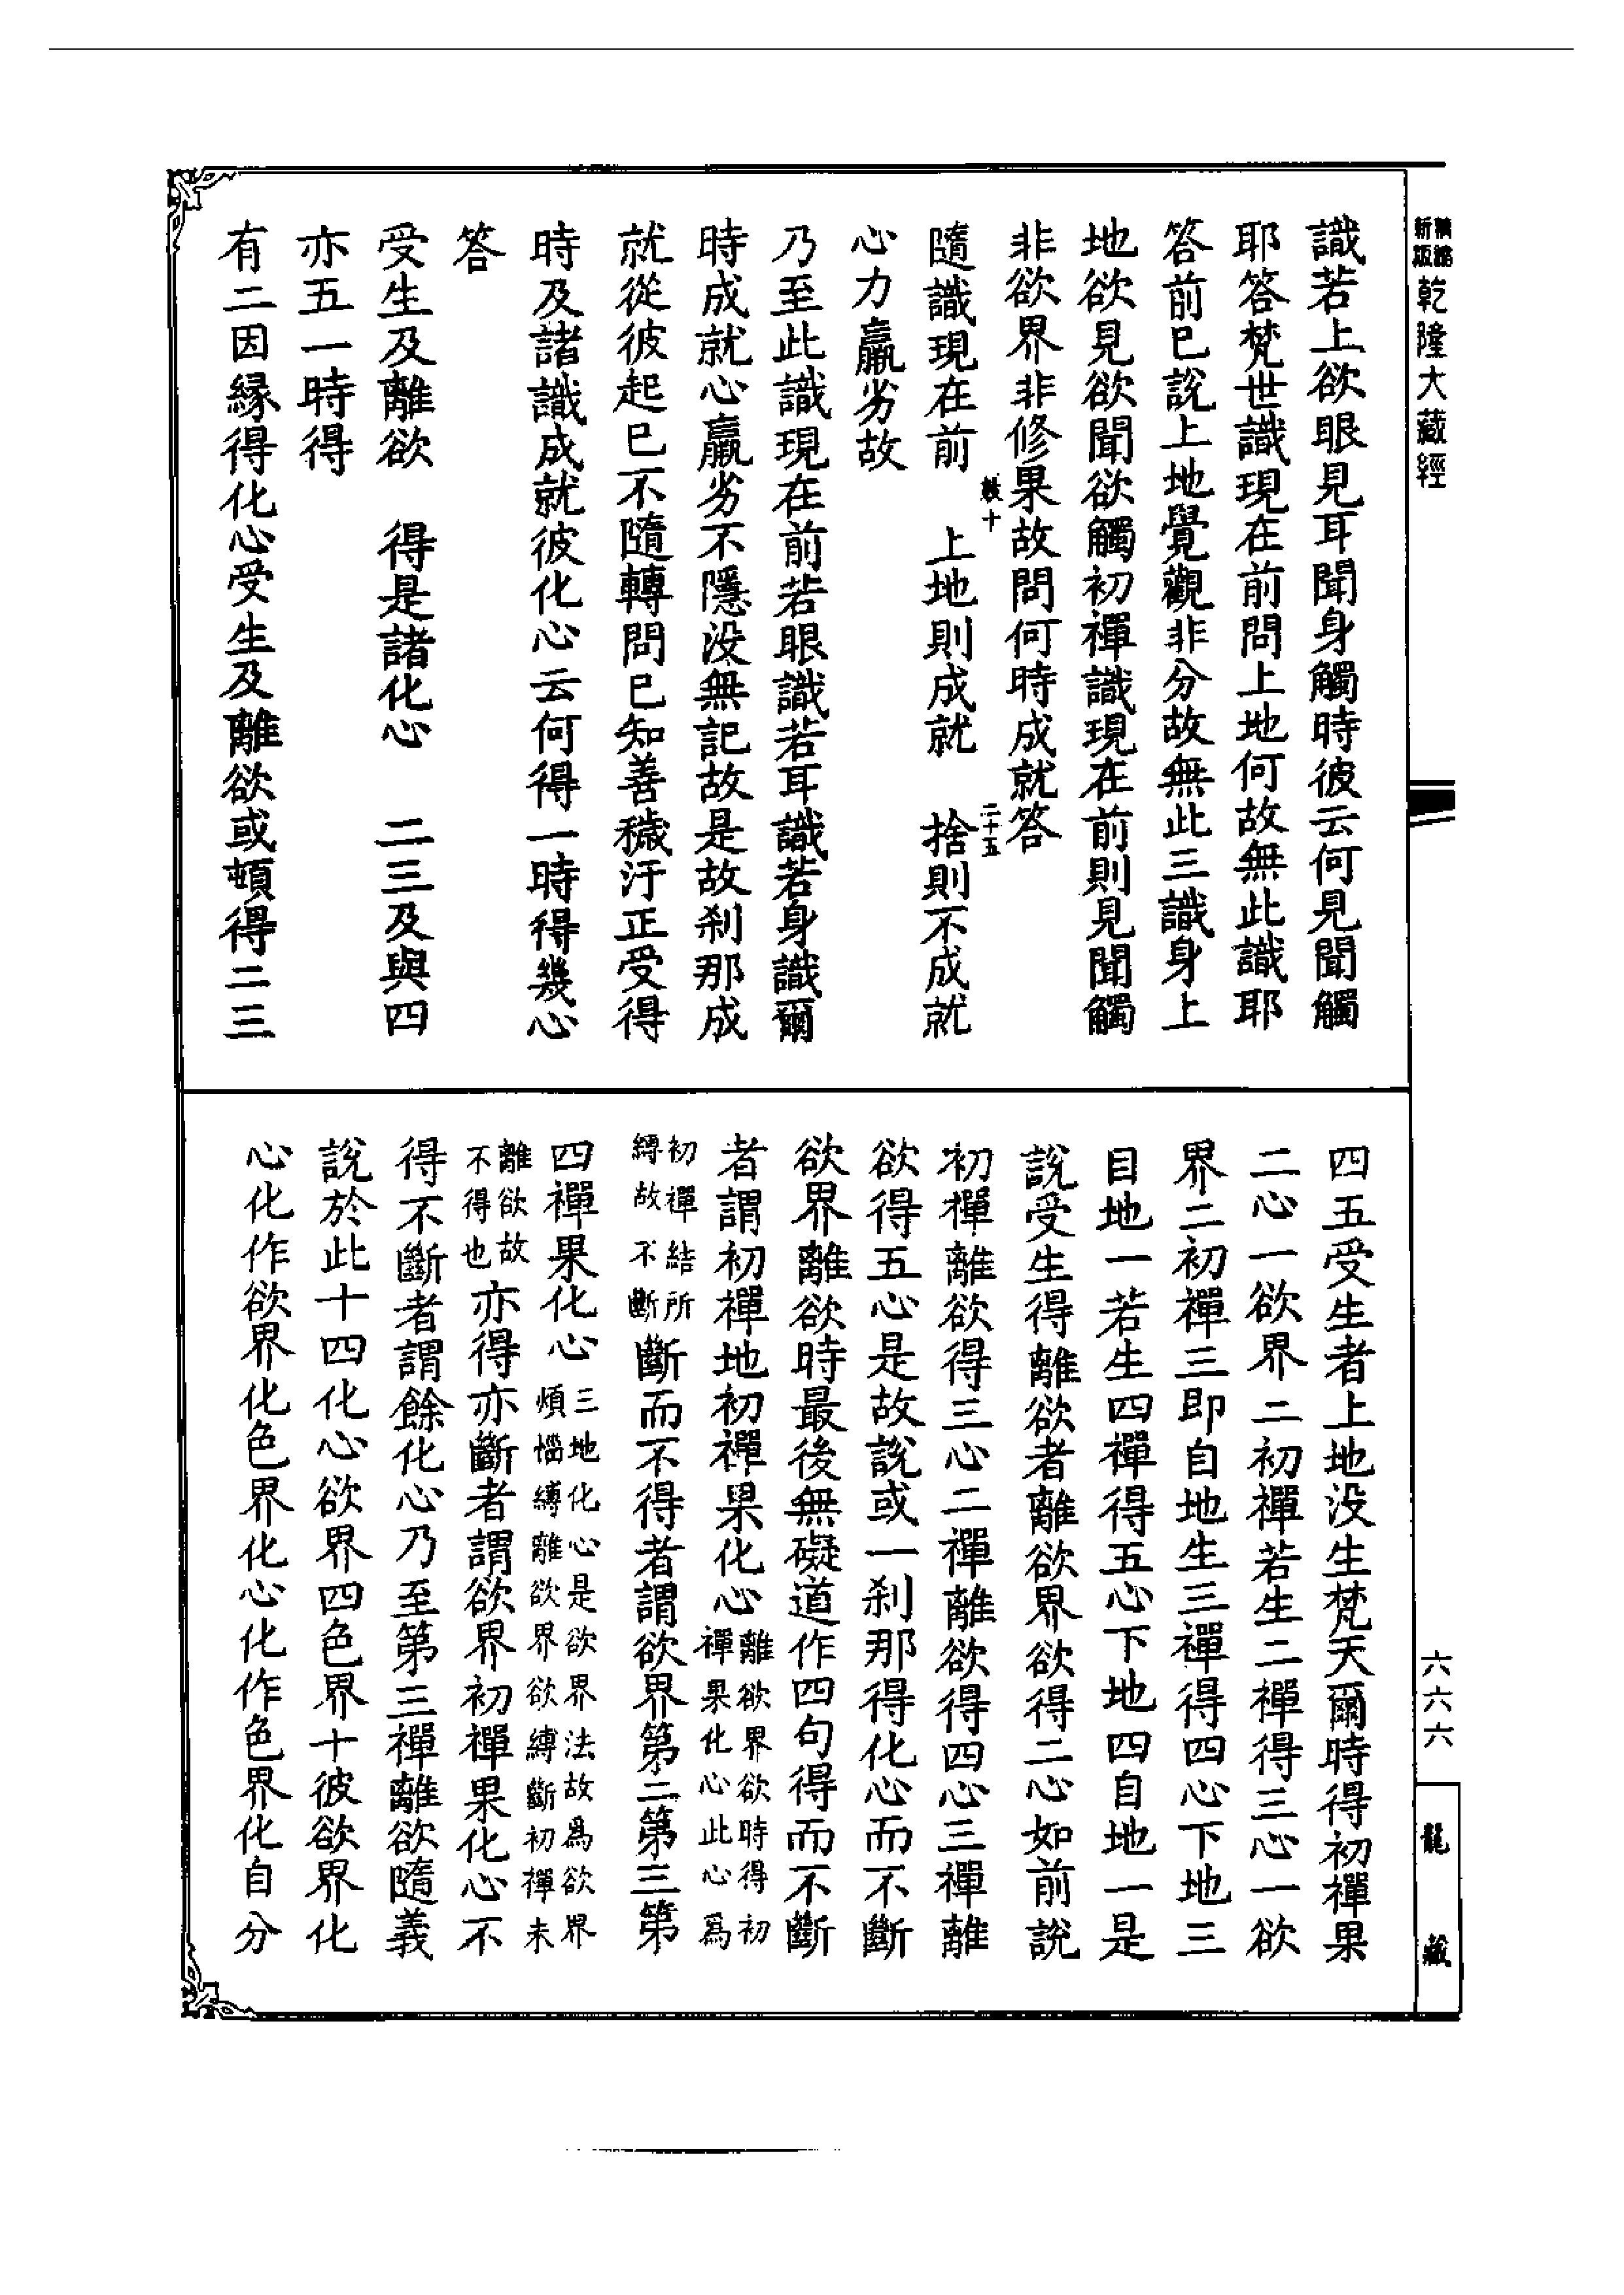 新編縮版
乾隆大藏經
識若上欲眼見耳聞身觸時彼云何見聞觸
耶答梵世識現在前問上地何故無此識耶
答前已說上地覺觀非分故無此三識身上
地欲見欲聞欲觸初禪識現在前則見聞觸
非欲界非修果故問何時成就答
十
二十五
隨識現在前　上地則成就　捨則不成就
心力羸劣故
乃至此識現在前若眼識若耳識若身識爾
時成就心羸劣不隱没無記故是故刹那成
就從彼起已不隨轉問已知善穢汙正受得
時及諸識成就彼化心云何得一時得幾心
答
受生及離欲　得是諸化心　二三及與四
亦五一時得
有二因緣得化心受生及離欲或頓得二三
四五受生者上地没生梵天爾時得初禪果
二心一欲界二初禪若生二禪得三心一欲
界二初禪三即自地生三禪得四心下地三
自地一若生四禪得五心下地四自地一是
說受生得離欲者離欲界欲得二心如前說
初禪離欲得三心二禪離欲得四心三禪離
欲得五心是故說或一刹那得化心而不斷
欲界離欲時最後無礙道作四句得而不斷
者謂初禪地初禪果化心離欲界欲時得初禪果化心此心爲
初禪結所縛故不斷斷而不得者謂欲界第二第三第
四禪果化心三地化心是欲界法故爲欲界煩惱縛離欲界欲縛斷初禪未
離欲故不得也亦得亦斷者謂欲界初禪果化心不
得不斷者謂餘化心乃至第三禪離欲隨義
說於此十四化心欲界四色界十彼欲界化
心化作欲界化色界化心化作色界化自分
六六六
龍藏